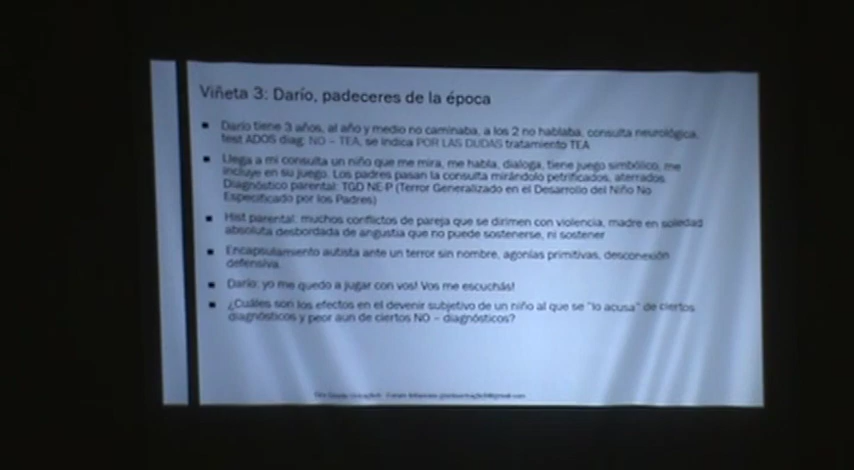 Viñeta 3: Darío, padeceres de la época
Darío tiene 3 años, al año y medio no caminaba, a los 2 no hablaba, consulta neurológica,
test ADOS diag: NO – TEA, se indica POR LAS DUDAS tratamiento TEA
Llega a mi consulta un niño que me mira, me habla, dialoga, tiene juego simbólico, me
incluye en su juego. Los padres pasan la consulta mirándolo petrificados, aterrados.
Diagnóstico parental: TGD NE-P (Terror Generalizado en el Desarrollo del Niño No
Especificado por los Padres)
Hist parental: muchos conflictos de pareja que se dirimen con violencia, madre en soledad
absoluta desbordada de angustia que no puede sostenerse, ni sostener
Encapsulamiento autista ante un terror sin nombre, agonías primitivas, desconexión
defensiva.
Darío: yo me quedo a jugar con vos! Vos me escuchás!
¿Cuáles son los efectos en el devenir subjetivo de un niño al que se "lo acusa" de ciertos
diagnósticos y peor aun de ciertos NO – diagnósticos?